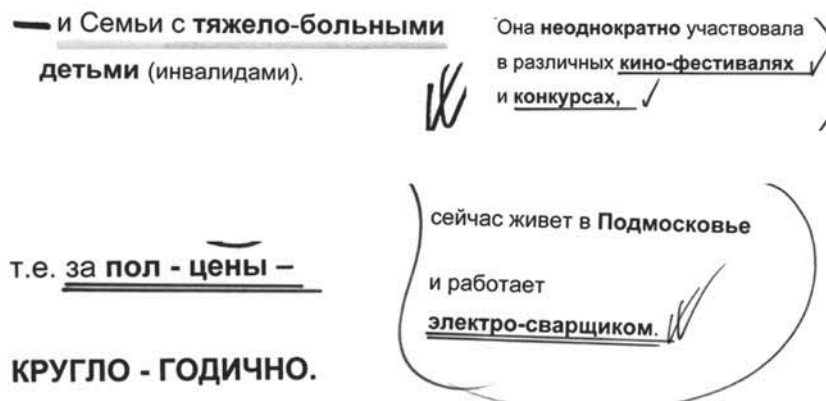 и Семьи с тяжело-больными
детьми (инвалидами).
Она неоднократно участвовала
в различных кино-фестивалях
и конкурсах,
т.е. за пол - цены –
КРУГЛО - ГОДИЧНО.
сейчас живет в Подмосковье
и работает
электро-сварщиком.